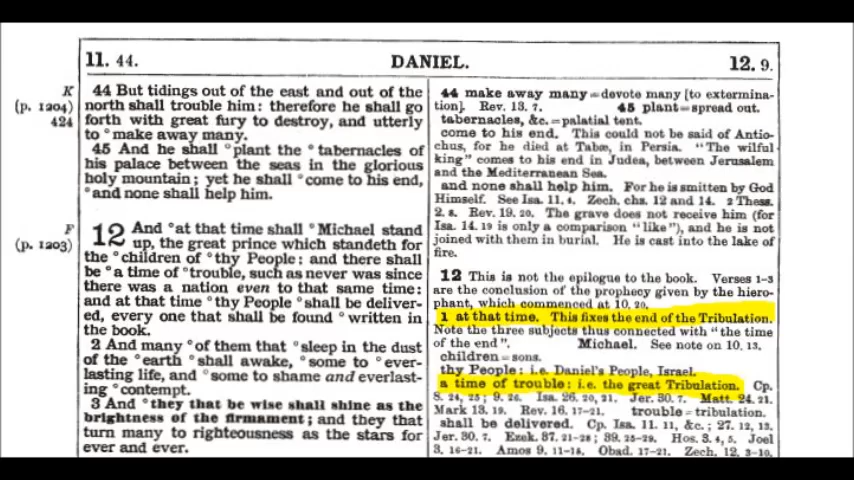 11. 44.
DANIEL.
12. 9.
K
(p. 1204)
424
44 But tidings out of the east and out of the
north shall trouble him: therefore he shall go
forth with great fury to destroy, and utterly
to °make away many.
45 And he shall °plant the °tabernacles of
his palace between the seas in the glorious
holy mountain; yet he shall °come to his end,
°and none shall help him.
F
(p. 1203)
12 And °at that time shall °Michael stand
up, the great prince which standeth for
the °children of °thy People: and there shall
be °a time of °trouble, such as never was since
there was a nation even to that same time:
and at that time °thy People °shall be deliver-
ed, every one that shall be found °written in
the book.
2 And many °of them that °sleep in the dust
of the °earth °shall awake, °some to °ever-
lasting life, and °some to shame and everlast-
ing °contempt.
3 And °they that be wise shall shine as the
brightness of the firmament; and they that
turn many to righteousness as the stars for
ever and ever.
44 make away many = devote many [to extermina-
tion]. Rev. 13. 7. 45 plant = spread out.
tabernacles, &c. = palatial tent.
come to his end. This could not be said of Antio-
chus, for he died at Tabæ, in Persia. "The wilful
king" comes to his end in Judea, between Jerusalem
and the Mediterranean Sea.
and none shall help him. For he is smitten by God
Himself. See Isa. 11. 4. Zech. chs. 12 and 14. 2 Thess.
2. 8. Rev. 19. 20. The grave does not receive him (for
Isa. 14. 19 is only a comparison "like"), and he is not
joined with them in burial. He is cast into the lake of
fire.
12 This is not the epilogue to the book. Verses 1-3
are the conclusion of the prophecy given by the hiero-
phant, which commenced at 10. 20.
1 at that time. This fixes the end of the Tribulation.
Note the three subjects thus connected with "the time
of the end". Michael. See note on 10. 13.
children = sons.
thy People: i.e. Daniel's People, Israel.
a time of trouble: i.e. the great Tribulation. Cp.
8. 24, 25; 9. 26. Isa. 26. 20, 21. Jer. 30. 7. Matt. 24. 21.
Mark 13. 19. Rev. 16. 17-21. trouble = tribulation.
shall be delivered. Cp. Isa. 11. 11, &c.; 27. 12, 13.
Jer. 30. 7. Ezek. 37. 21-28; 39. 25-29. Hos. 3. 4, 5. Joel
3. 16-21. Amos 9. 11-15. Obad. 17-21. Zech. 12. 3-10.